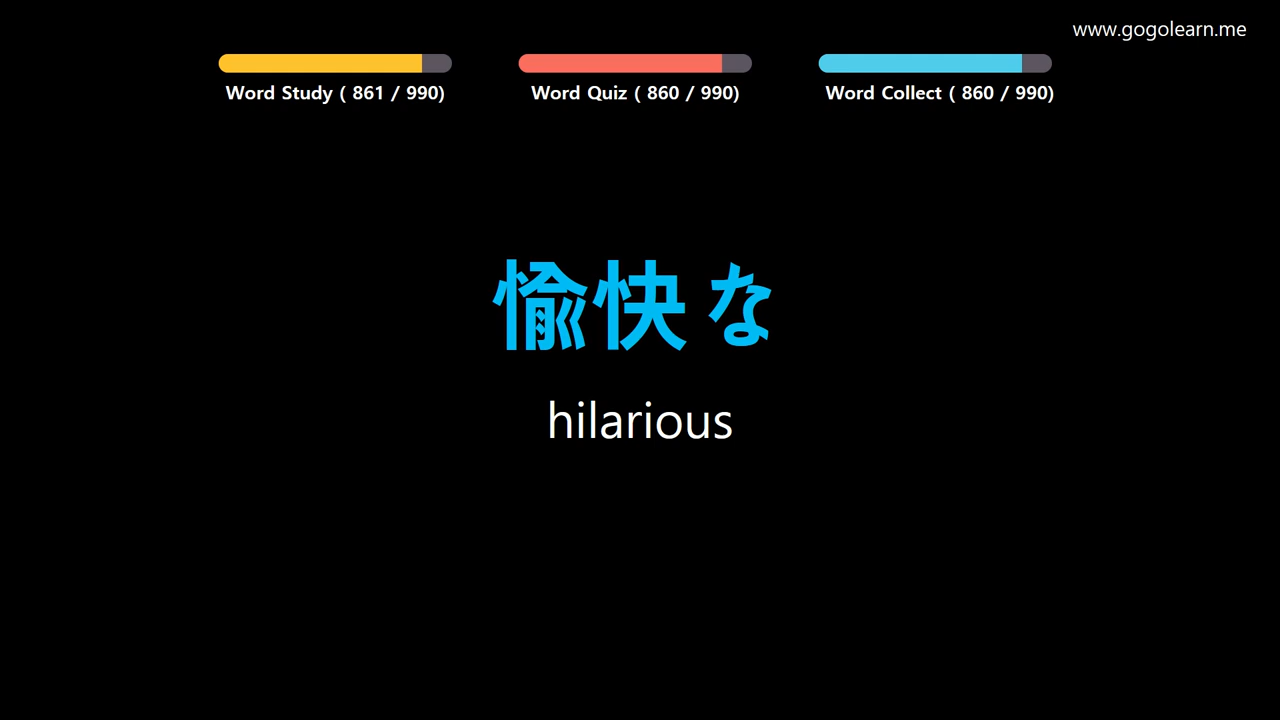 www.gogolearn.me
Word Study ( 861 / 990)
Word Quiz ( 860 / 990)
Word Collect ( 860 / 990)
愉快な
hilarious